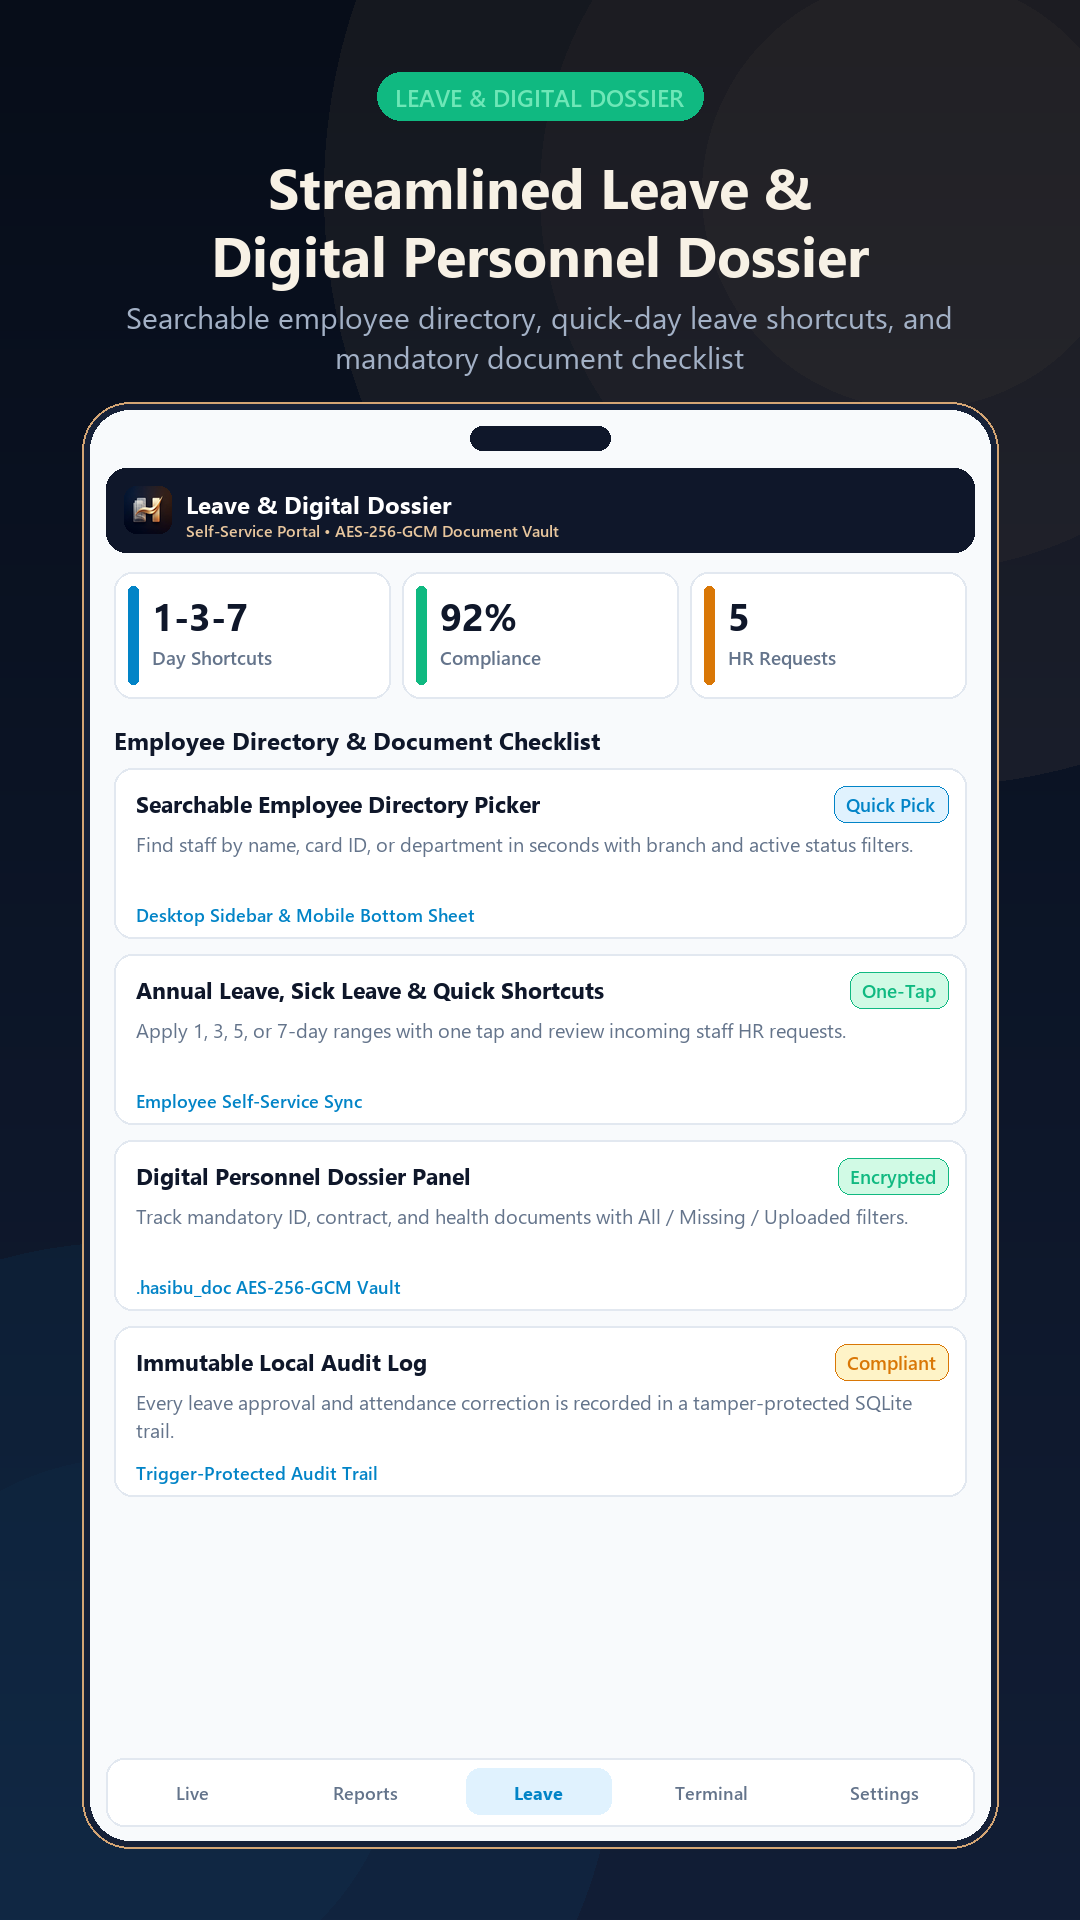 LEAVE & DIGITAL DOSSIER
Streamlined Leave &
Digital Personnel Dossier
Searchable employee directory, quick-day leave shortcuts, and
mandatory document checklist
Leave & Digital Dossier
Self-Service Portal • AES-256-GCM Document Vault
1-3-7
Day Shortcuts
92%
Compliance
5
HR Requests
Employee Directory & Document Checklist
Searchable Employee Directory Picker
Quick Pick
Find staff by name, card ID, or department in seconds with branch and active status filters.
Desktop Sidebar & Mobile Bottom Sheet
Annual Leave, Sick Leave & Quick Shortcuts
One-Tap
Apply 1, 3, 5, or 7-day ranges with one tap and review incoming staff HR requests.
Employee Self-Service Sync
Digital Personnel Dossier Panel
Encrypted
Track mandatory ID, contract, and health documents with All / Missing / Uploaded filters.
.hasibu_doc AES-256-GCM Vault
Immutable Local Audit Log
Compliant
Every leave approval and attendance correction is recorded in a tamper-protected SQLite
trail.
Trigger-Protected Audit Trail
Live
Reports
Leave
Terminal
Settings